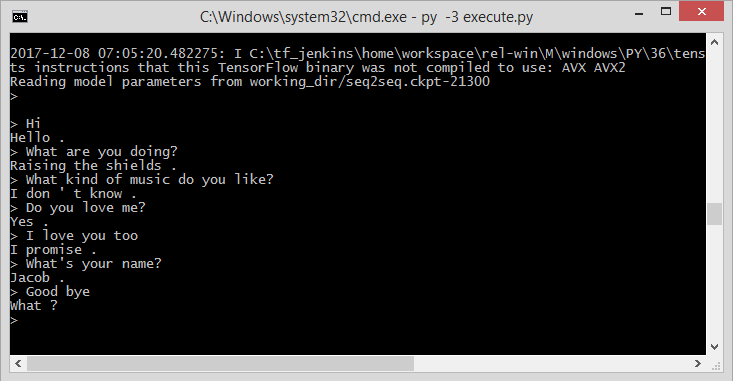 C:\Windows\system32\cmd.exe - py -3 execute.py
2017-12-08 07:05:20.482275: I C:\tf_jenkins\home\workspace\rel-win\M\windows\PY\36\tens
ts instructions that this TensorFlow binary was not compiled to use: AVX AVX2
Reading model parameters from working_dir/seq2seq.ckpt-21300
>
> Hi
Hello .
> What are you doing?
Raising the shields .
> What kind of music do you like?
I don ' t know .
> Do you love me?
Yes .
> I love you too
I promise .
> What's your name?
Jacob .
> Good bye
What ?
>